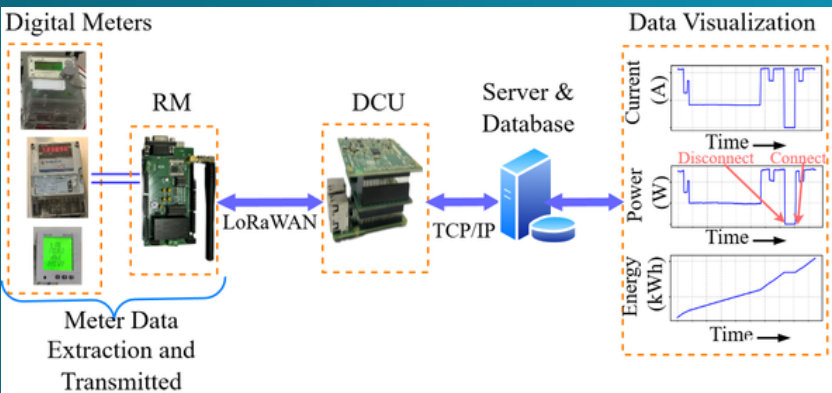 Digital Meters
RM
LoRaWAN
DCU
TCP/IP
Server &
Database
Data Visualization
Current
(A)
Time
Disconnect
Connect
Power
(W)
Time
Energy
(kWh)
Time
Meter Data
Extraction and
Transmitted